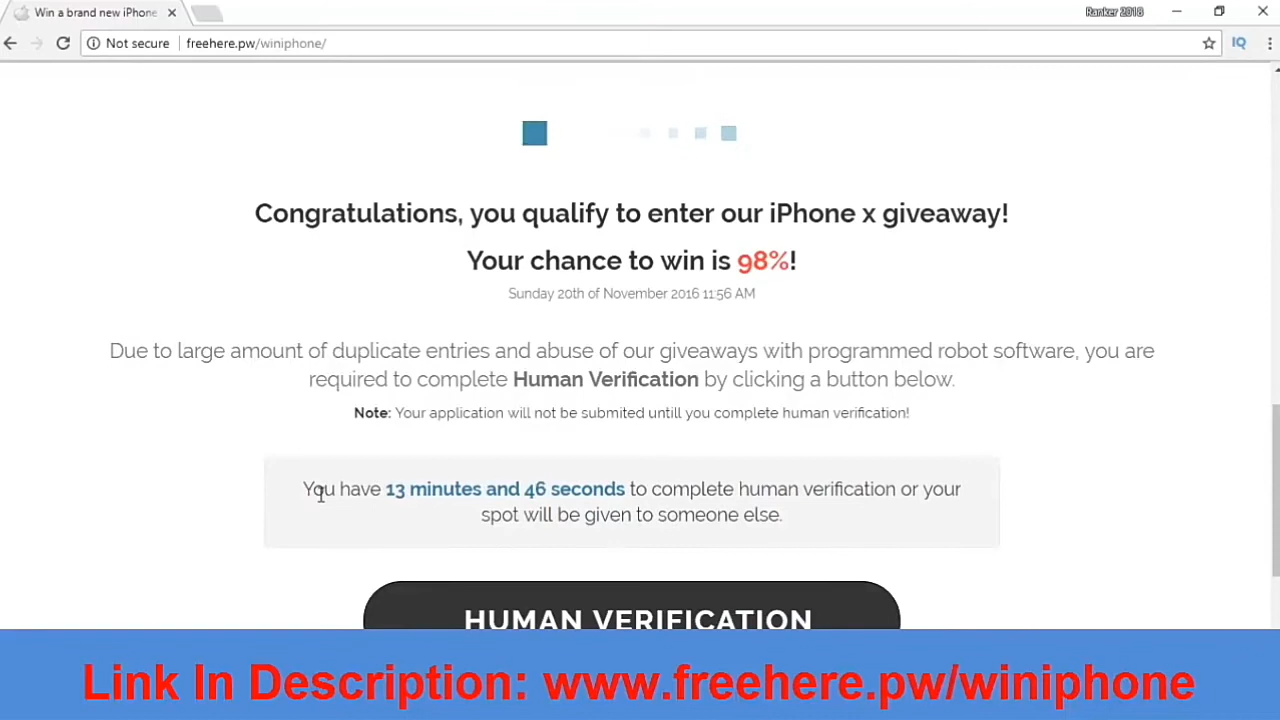 Win a brand new iPhone
Ranker 2018
Not secure
freehere.pw/winiphone/
IQ
Congratulations, you qualify to enter our iPhone x giveaway!
Your chance to win is 98%!
Sunday 20th of November 2016 11:56 AM
Due to large amount of duplicate entries and abuse of our giveaways with programmed robot software, you are
required to complete Human Verification by clicking a button below.
Note: Your application will not be submited untill you complete human verification!
You have 13 minutes and 46 seconds to complete human verification or your
spot will be given to someone else.
HUMAN VERIFICATION
Link In Description: www.freehere.pw/winiphone